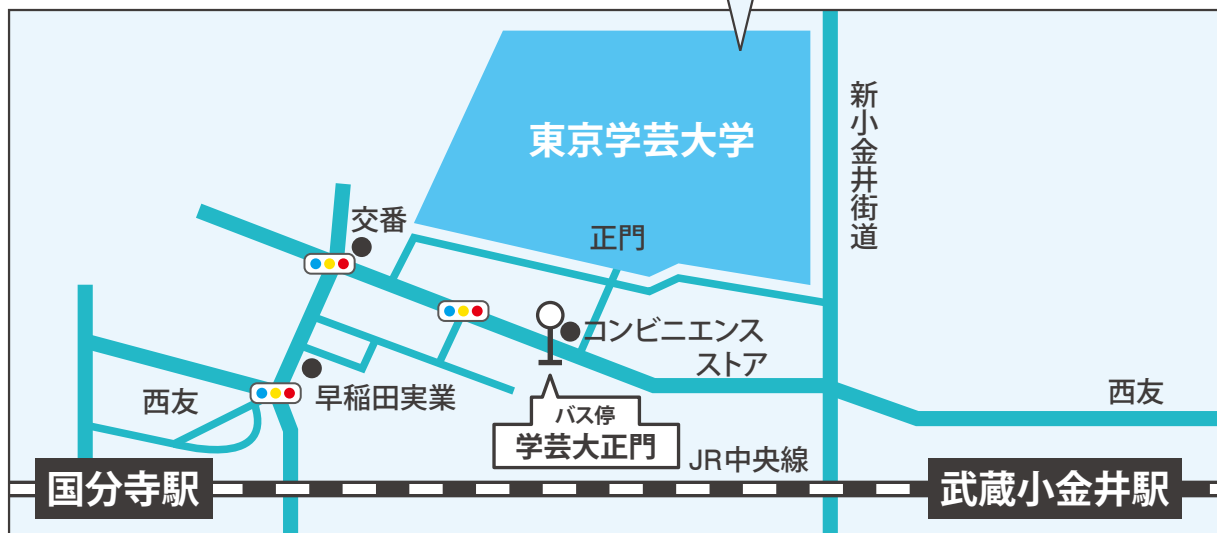 東京学芸大学
新小金井街道
交番
正門
コンビニエンス
ストア
西友
早稲田実業
西友
バス停
学芸大正門
JR中央線
国分寺駅
武蔵小金井駅